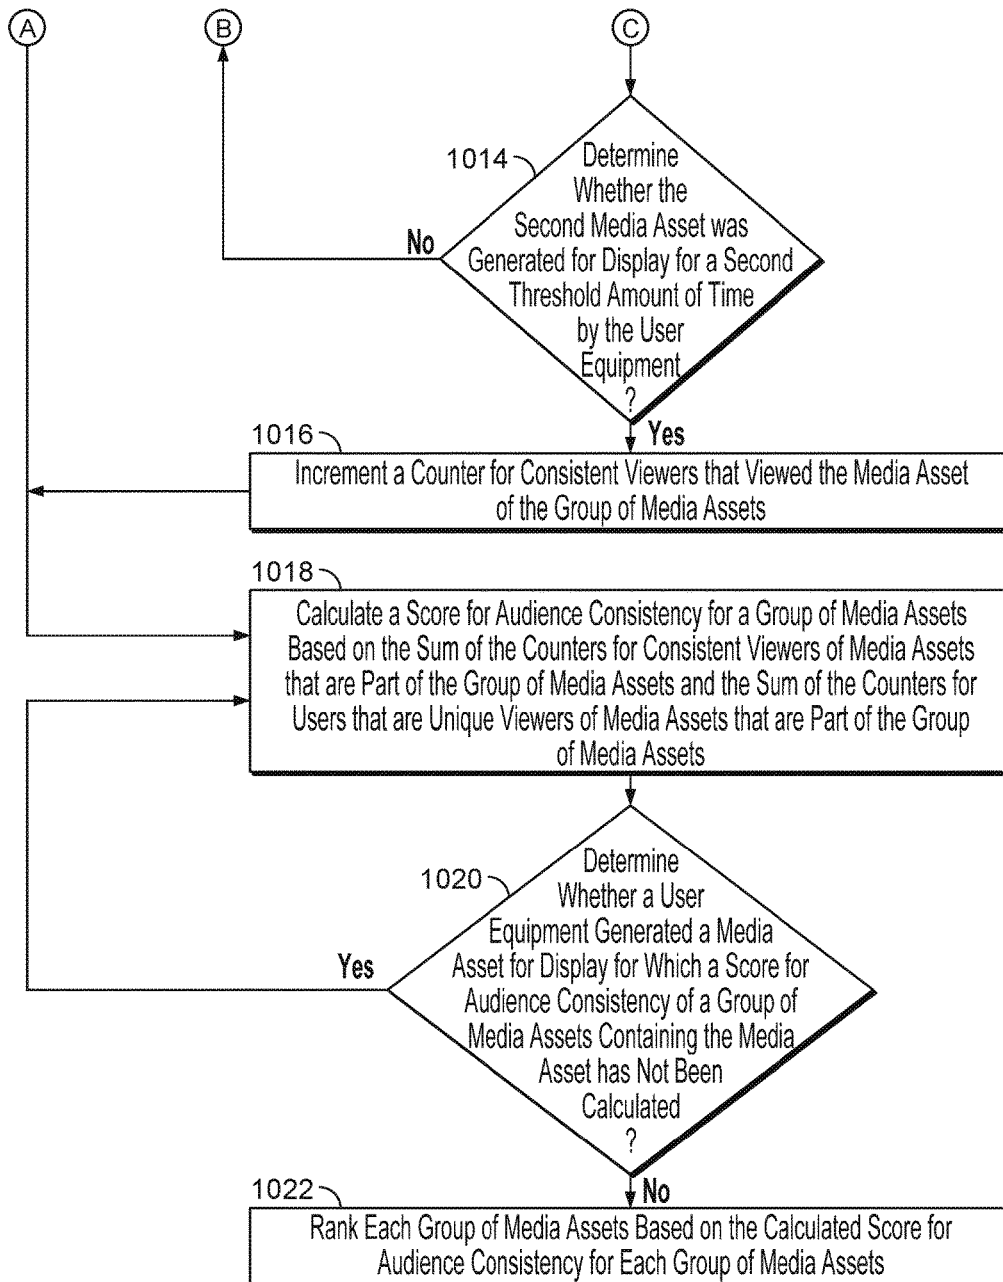 A
B
C
1014
Determine
Whether the
Second Media Asset was
Generated for Display for a Second
Threshold Amount of Time
by the User
Equipment
?
No
Yes
1016
Increment a Counter for Consistent Viewers that Viewed the Media Asset
of the Group of Media Assets
1018
Calculate a Score for Audience Consistency for a Group of Media Assets
Based on the Sum of the Counters for Consistent Viewers of Media Assets
that are Part of the Group of Media Assets and the Sum of the Counters for
Users that are Unique Viewers of Media Assets that are Part of the Group
of Media Assets
1020
Determine
Whether a User
Equipment Generated a Media
Asset for Display for Which a Score for
Audience Consistency of a Group of
Media Assets Containing the Media
Asset has Not Been
Calculated
?
Yes
No
1022
Rank Each Group of Media Assets Based on the Calculated Score for
Audience Consistency for Each Group of Media Assets